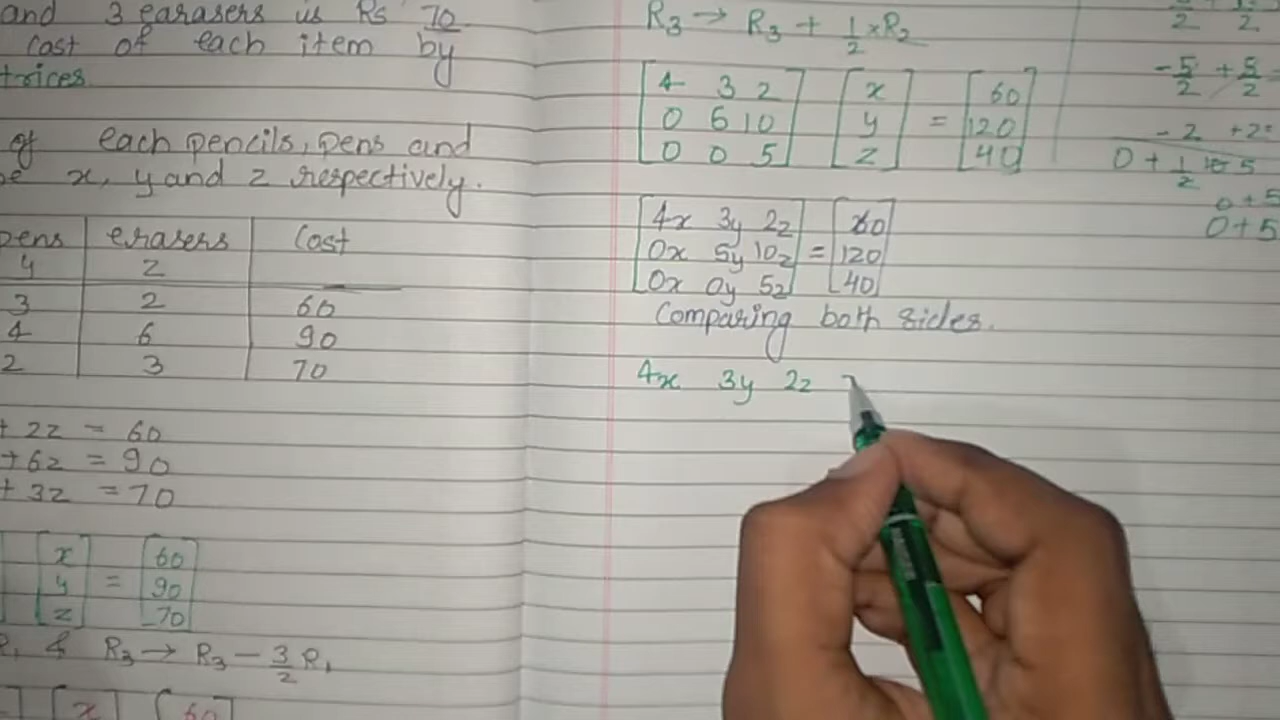 and 3 earasers is Rs 70
cost of each item by
trices
of each pencils, pens and
be x, y and z respectively.
pens erasers Cost
4 2
3 2 60
4 6 90
2 3 70
+ 2z = 60
+ 6z = 90
+ 3z = 70
[x y z] = [60 90 70]
R₁ & R₃ → R₃ - 3/2 R₁
[x] [60]
R₃ → R₃ + 1/2 × R₂
[4 3 2] [x] [60]
[0 6 10] [y] = [120]
[0 0 5] [z] [40]
[4x 3y 2z] [60]
[0x 5y 10z] = [120]
[0x 0y 5z] [40]
Comparing both sides.
4x 3y 2z
-5/2 + 5/2
-2 + 2
0 + 5
0 + 5